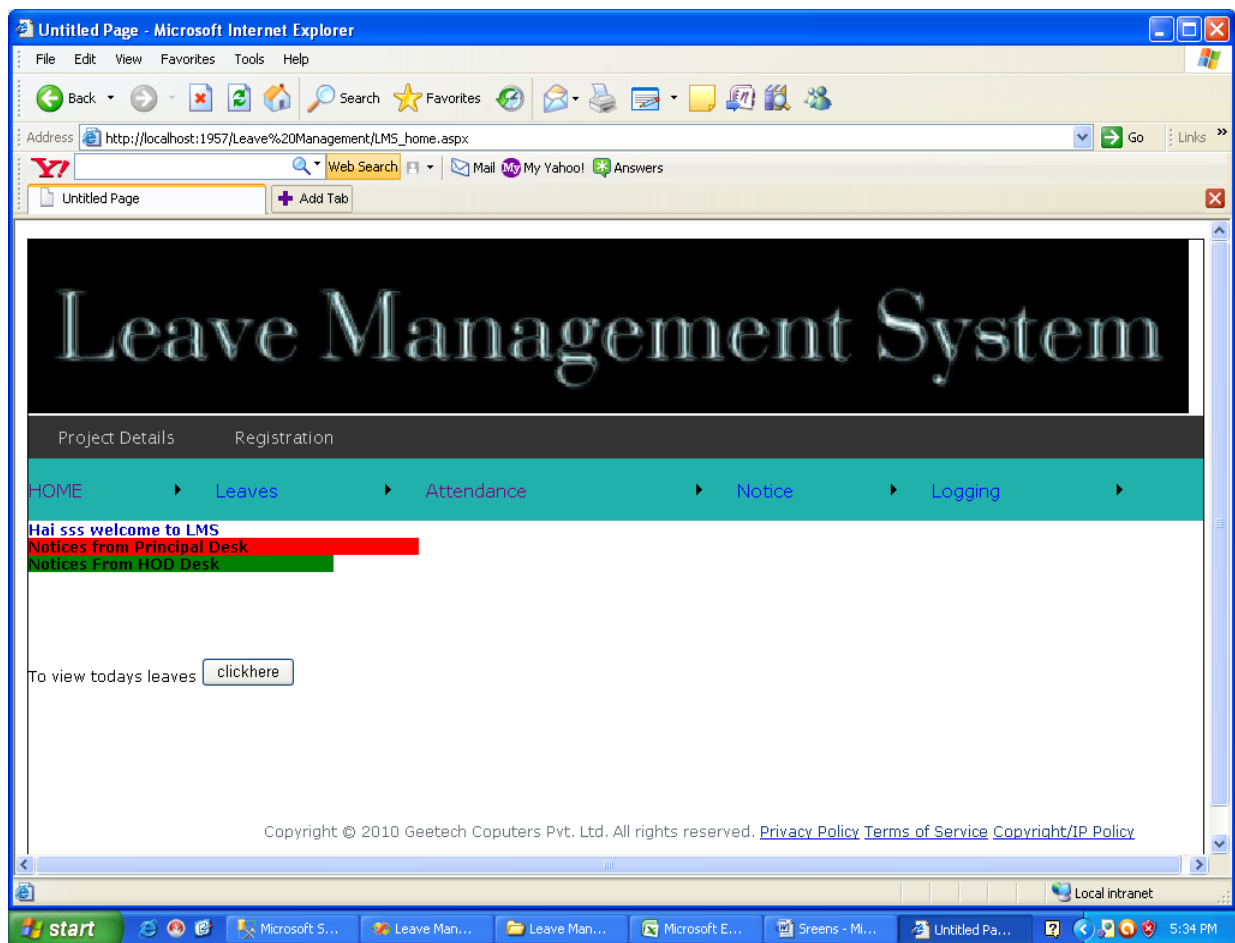 Untitled Page - Microsoft Internet Explorer
File Edit View Favorites Tools Help
Back Search Favorites
Address http://localhost:1957/Leave%20Management/LMS_home.aspx Go Links »
Y! Web Search Mail My My Yahoo! Answers
Untitled Page Add Tab
Leave Management System
Project Details Registration
HOME Leaves Attendance Notice Logging
Hai sss welcome to LMS
Notices from Principal Desk
Notices From HOD Desk
To view todays leaves clickhere
Copyright © 2010 Geetech Coputers Pvt. Ltd. All rights reserved. Privacy Policy Terms of Service Copyright/IP Policy
Local intranet
start Microsoft S... Leave Man... Leave Man... Microsoft E... Sreens - Mi... Untitled Pa... 5:34 PM